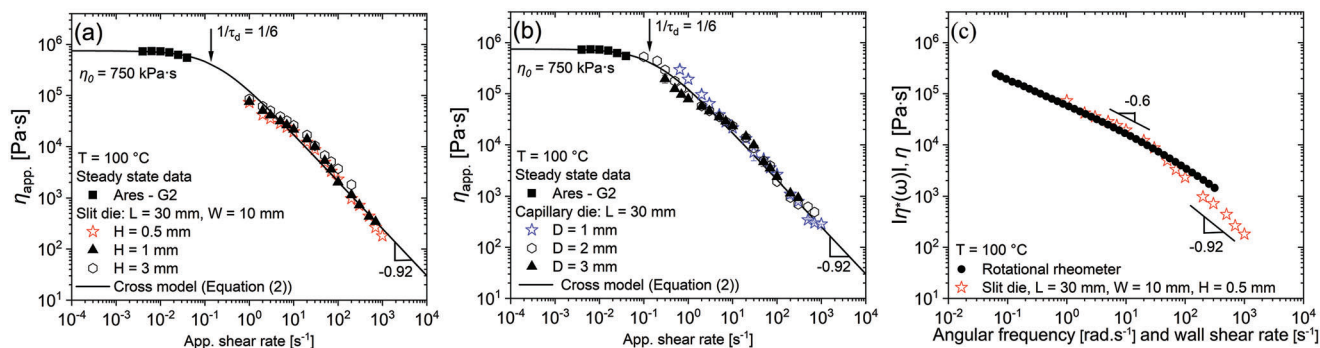 (a)
1/τd = 1/6
η0 = 750 kPa·s
T = 100 °C
Steady state data
Ares - G2
Slit die: L = 30 mm, W = 10 mm
H = 0.5 mm
H = 1 mm
H = 3 mm
Cross model (Equation (2))
-0.92
10^6
10^5
10^4
10^3
10^2
10^1
ηapp. [Pa·s]
10^-4 10^-3 10^-2 10^-1 10^0 10^1 10^2 10^3 10^4
App. shear rate [s^-1]
(b)
1/τd = 1/6
η0 = 750 kPa·s
T = 100 °C
Steady state data
Ares - G2
Capillary die: L = 30 mm
D = 1 mm
D = 2 mm
D = 3 mm
Cross model (Equation (2))
-0.92
10^6
10^5
10^4
10^3
10^2
10^1
ηapp. [Pa·s]
10^-4 10^-3 10^-2 10^-1 10^0 10^1 10^2 10^3 10^4
App. shear rate [s^-1]
(c)
-0.6
-0.92
T = 100 °C
Rotational rheometer
Slit die, L = 30 mm, W = 10 mm, H = 0.5 mm
10^6
10^5
10^4
10^3
10^2
10^1
|η*(ω)|, η [Pa·s]
10^-2 10^-1 10^0 10^1 10^2 10^3 10^4
Angular frequency [rad.s^-1] and wall shear rate [s^-1]